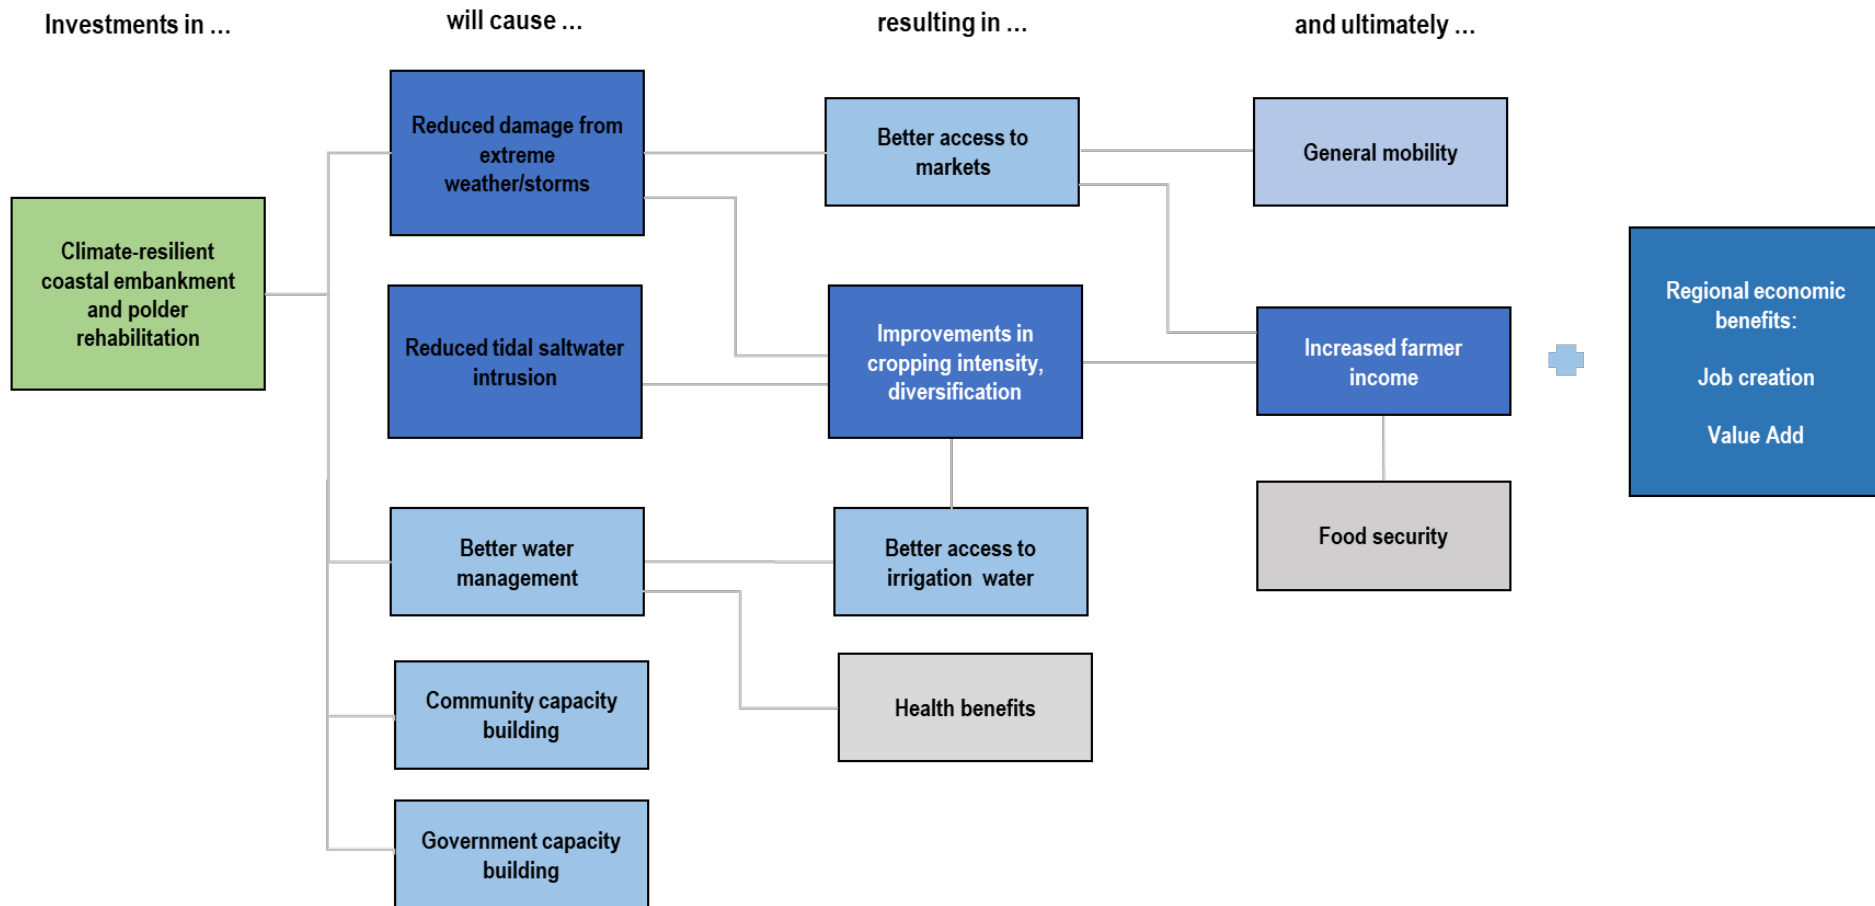 Investments in ...
will cause ...
resulting in ...
and ultimately ...
Climate-resilient
coastal embankment
and polder
rehabilitation
Reduced damage from
extreme
weather/storms
Reduced tidal saltwater
intrusion
Better water
management
Community capacity
building
Government capacity
building
Better access to
markets
Improvements in
cropping intensity,
diversification
Better access to
irrigation water
Health benefits
General mobility
Increased farmer
income
Food security
Regional economic
benefits:
Job creation
Value Add